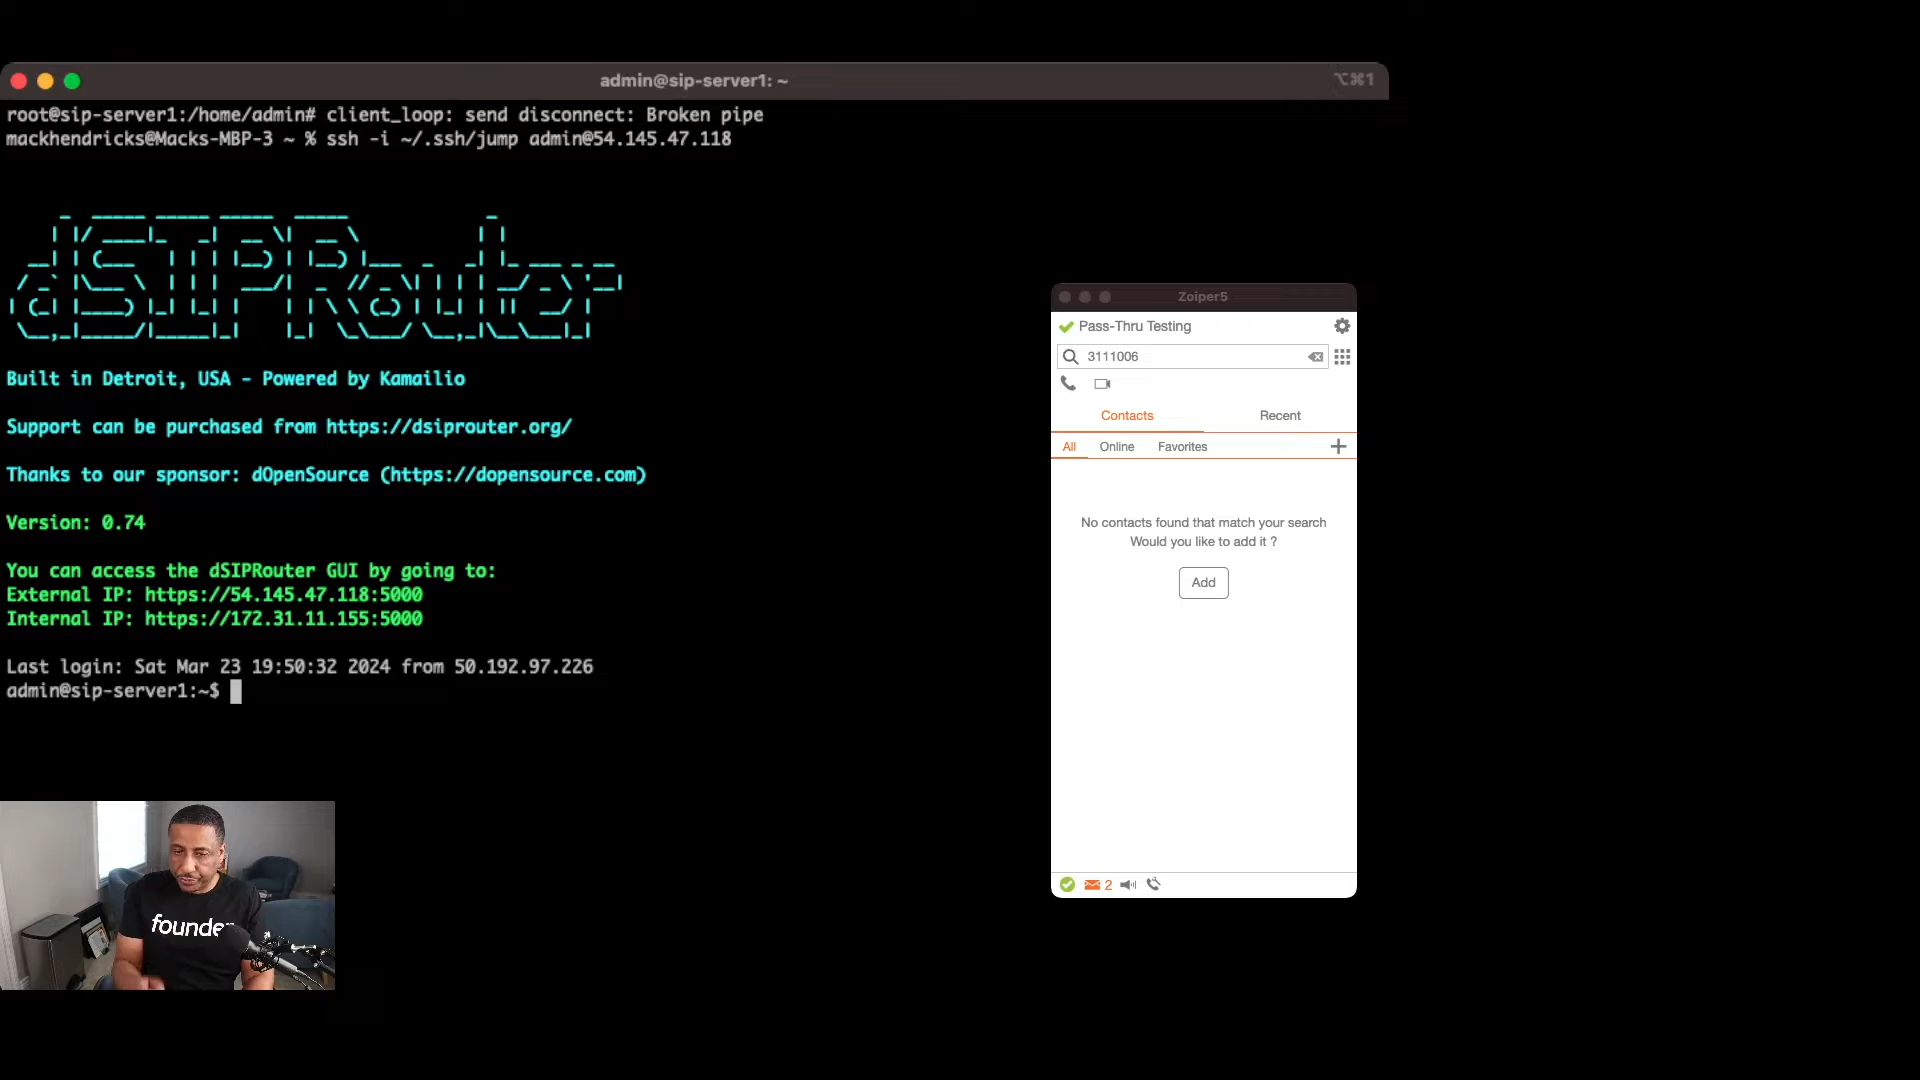 admin@sip-server1: ~
⌥⌘1
root@sip-server1:/home/admin# client_loop: send disconnect: Broken pipe
mackhendricks@Macks-MBP-3 ~ % ssh -i ~/.ssh/jump admin@54.145.47.118
dSIPRouter
Built in Detroit, USA - Powered by Kamailio
Support can be purchased from https://dsiprouter.org/
Thanks to our sponsor: dOpenSource (https://dopensource.com)
Version: 0.74
You can access the dSIPRouter GUI by going to:
External IP: https://54.145.47.118:5000
Internal IP: https://172.31.11.155:5000
Last login: Sat Mar 23 19:50:32 2024 from 50.192.97.226
admin@sip-server1:~$
Zoiper5
Pass-Thru Testing
3111006
Contacts Recent
All Online Favorites
No contacts found that match your search
Would you like to add it ?
Add
2
founder